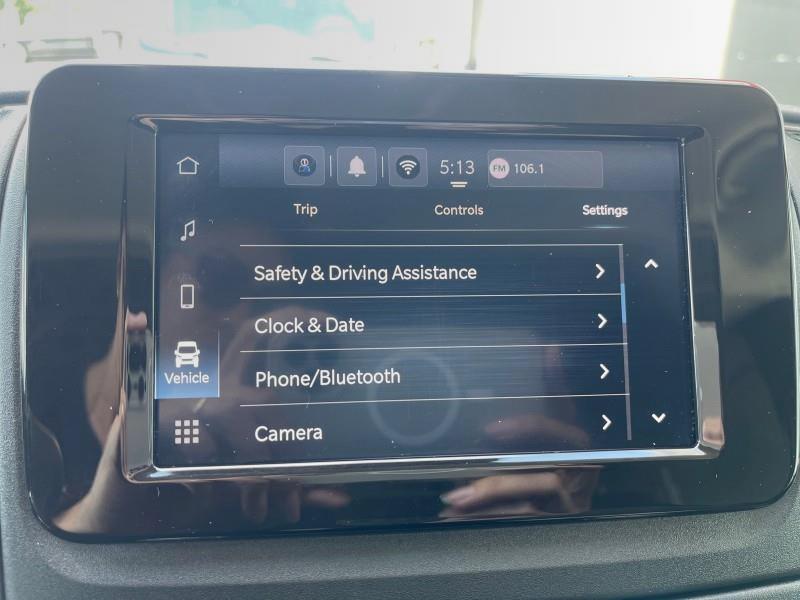 5:13 FM 106.1
Trip Controls Settings
Safety & Driving Assistance
Clock & Date
Vehicle
Phone/Bluetooth
Camera